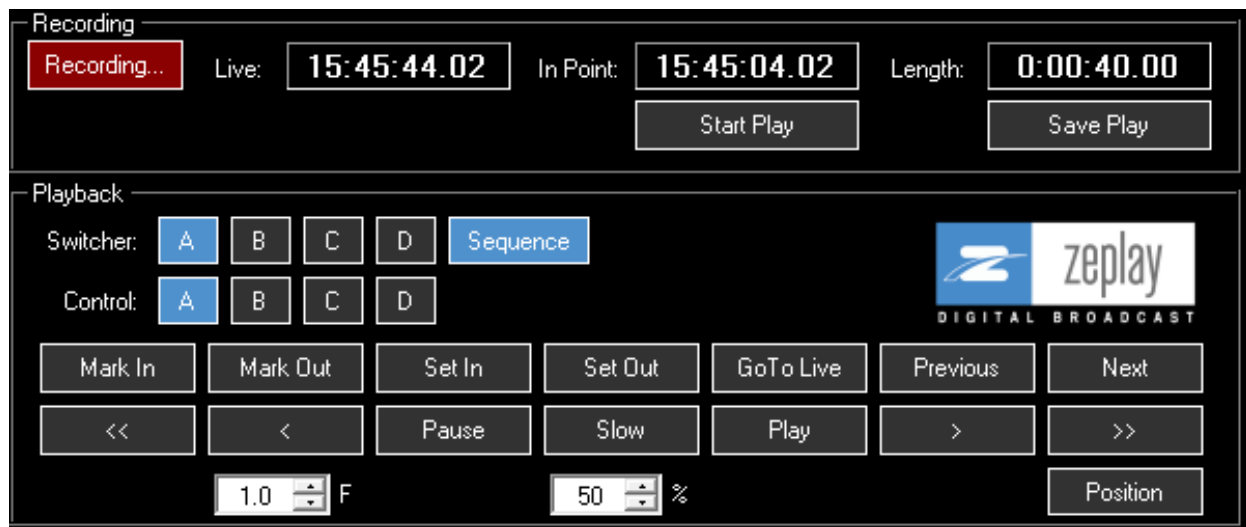 Recording
Recording... Live: 15:45:44.02 In Point: 15:45:04.02 Length: 0:00:40.00
Start Play Save Play
Playback
Switcher: A B C D Sequence
Control: A B C D
zeplay
DIGITAL BROADCAST
Mark In Mark Out Set In Set Out GoTo Live Previous Next
<< < Pause Slow Play > >>
1.0 F 50 % Position